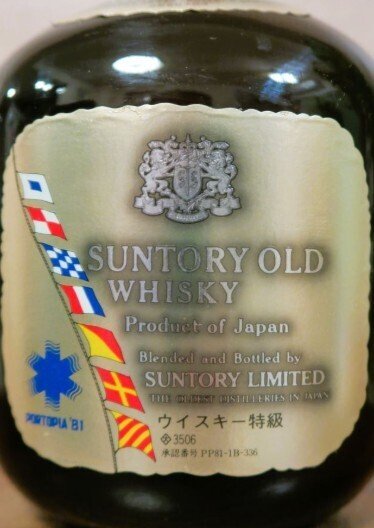 SUNTORY OLD
WHISKY
Product of Japan
Blended and Bottled by
SUNTORY LIMITED
THE OLDEST DISTILLERIES IN JAPAN
ウイスキー特級
3506
承認番号 PP81-1B-336
PORTOPIA '81